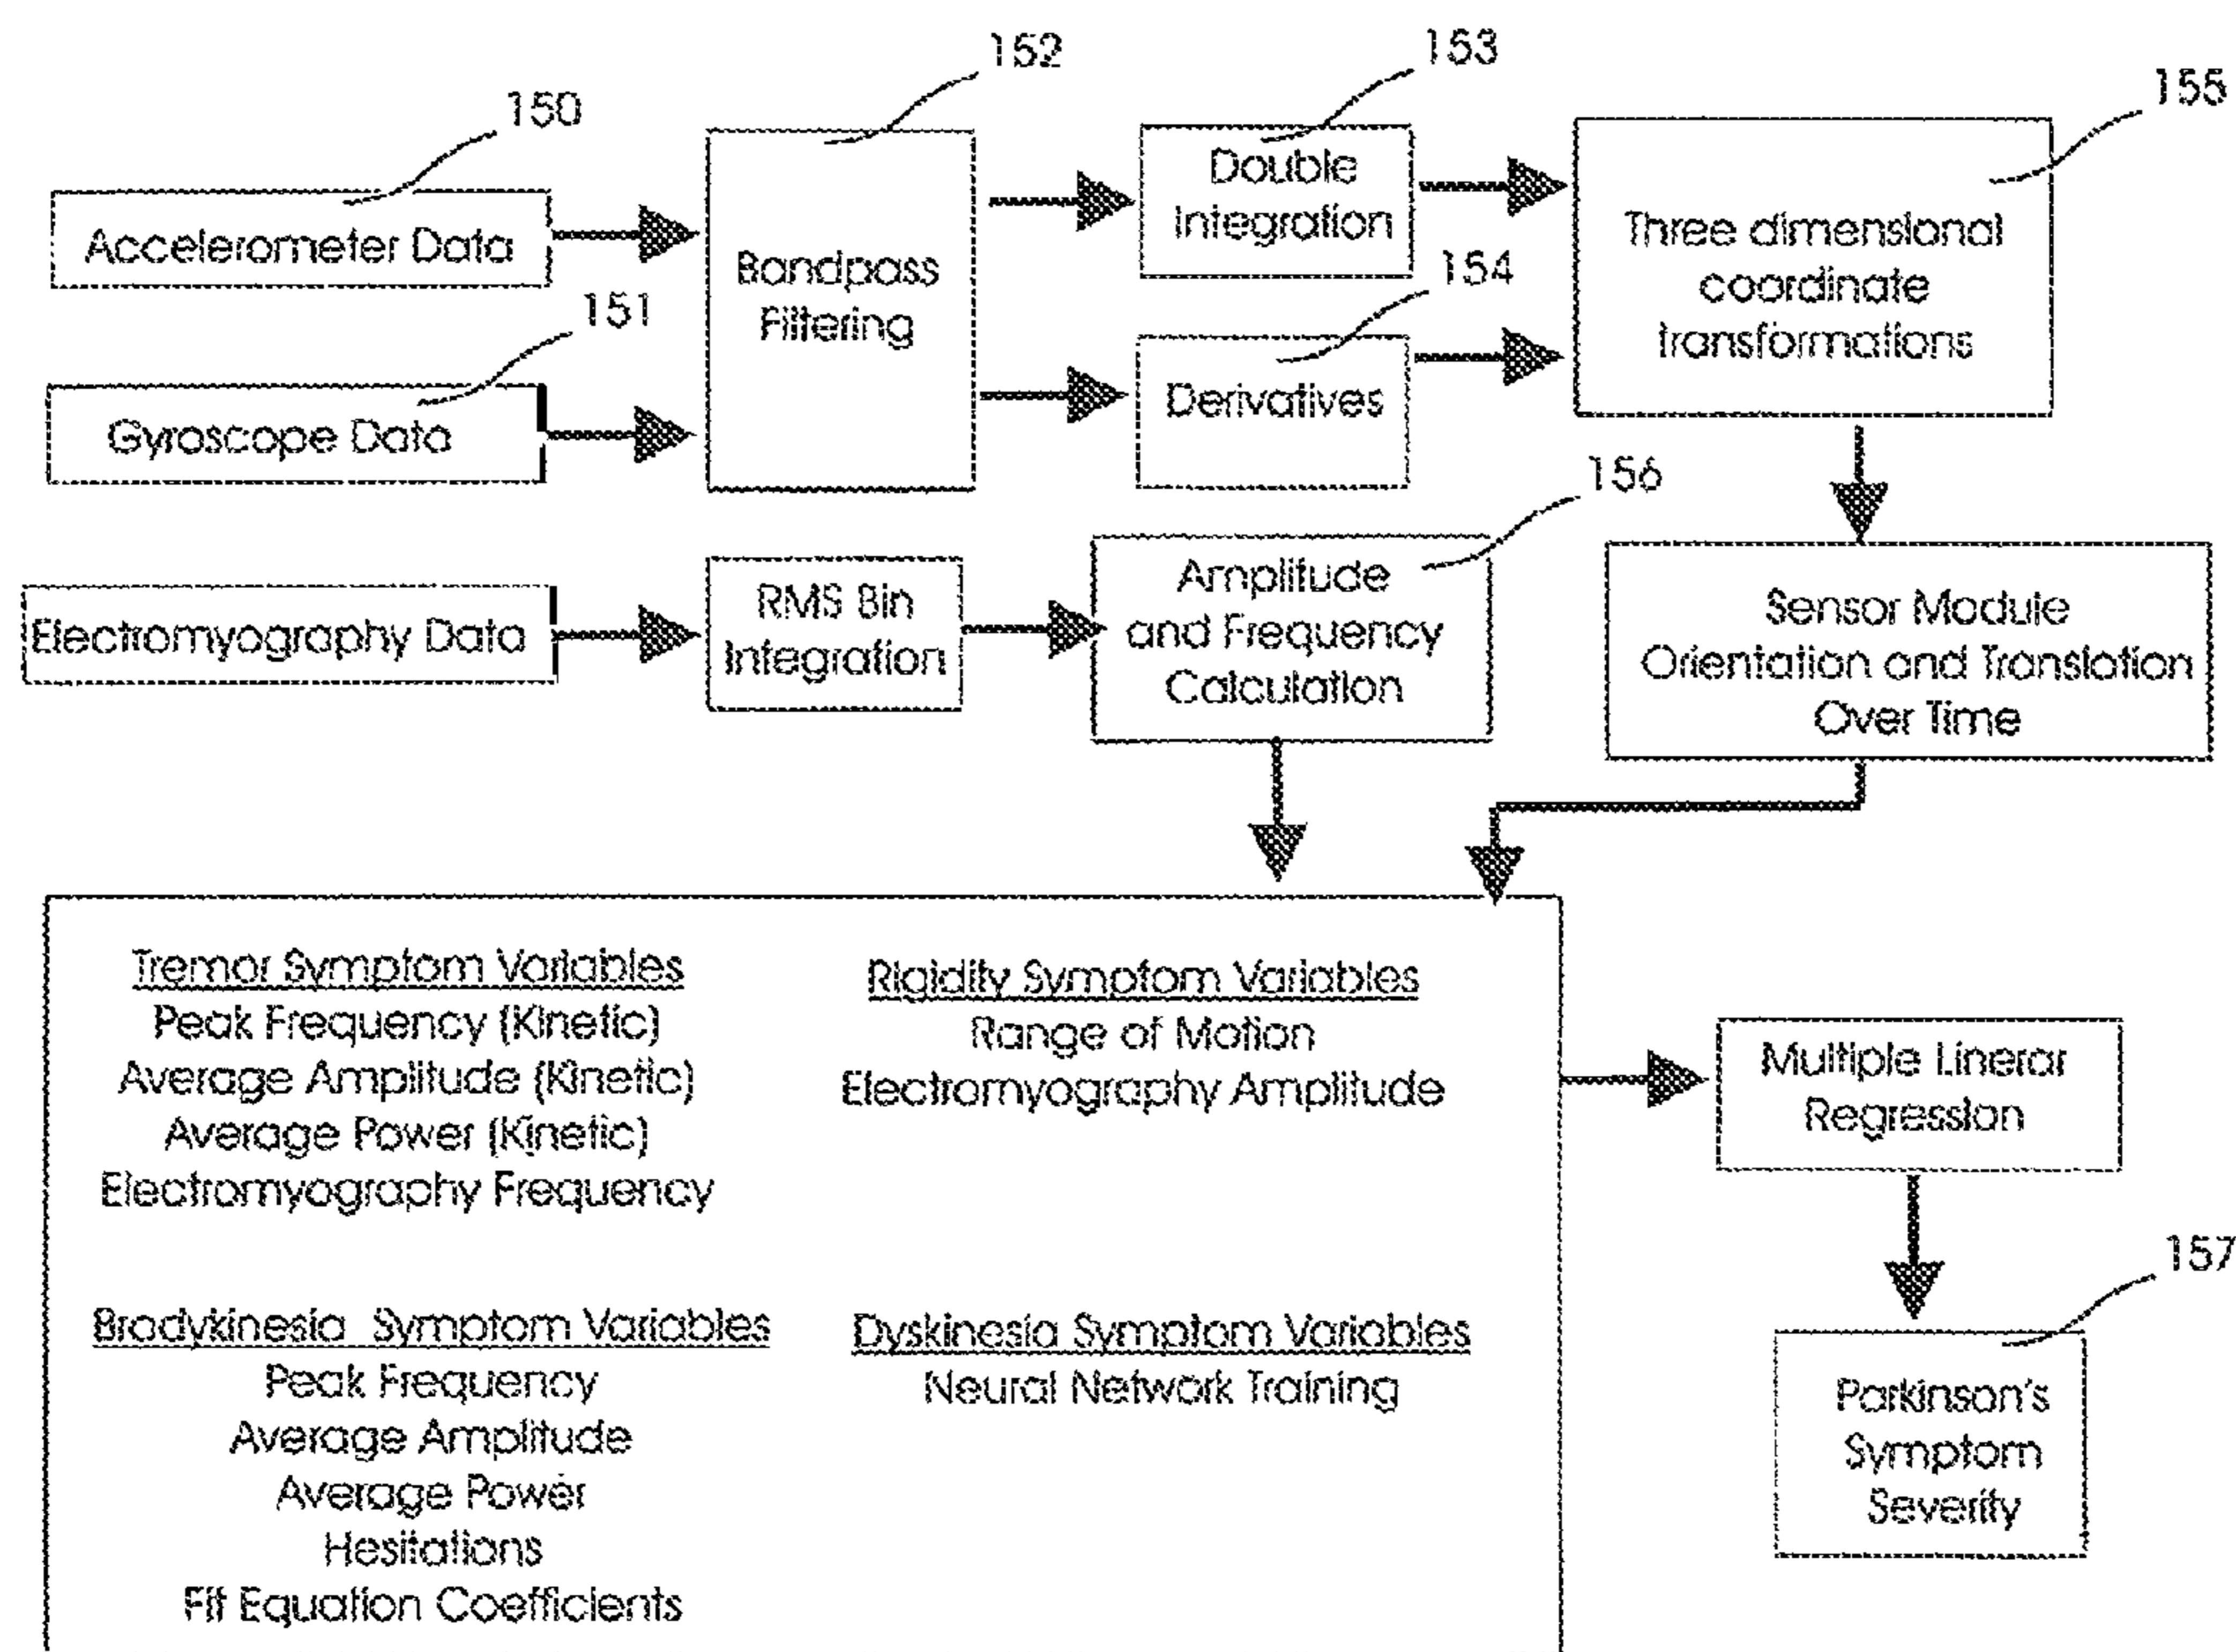 152
153
155
150
Accelerometer Data
Bandpass
Filtering
Double
Integration
Three dimensional
coordinate
transformations
151
154
Gyroscope Data
Derivatives
156
Electromyography Data
RMS Bin
Integration
Amplitude
and Frequency
Calculation
Sensor Module
Orientation and Translation
Over Time
Tremor Symptom Variables
Peak Frequency (Kinetic)
Average Amplitude (Kinetic)
Average Power (Kinetic)
Electromyography Frequency
Rigidity Symptom Variables
Range of Motion
Electromyography Amplitude
Multiple Linerar
Regression
Bradykinesia Symptom Variables
Peak Frequency
Average Amplitude
Average Power
Hesitations
Fit Equation Coefficients
Dyskinesia Symptom Variables
Neural Network Training
157
Parkinson's
Symptom
Severity